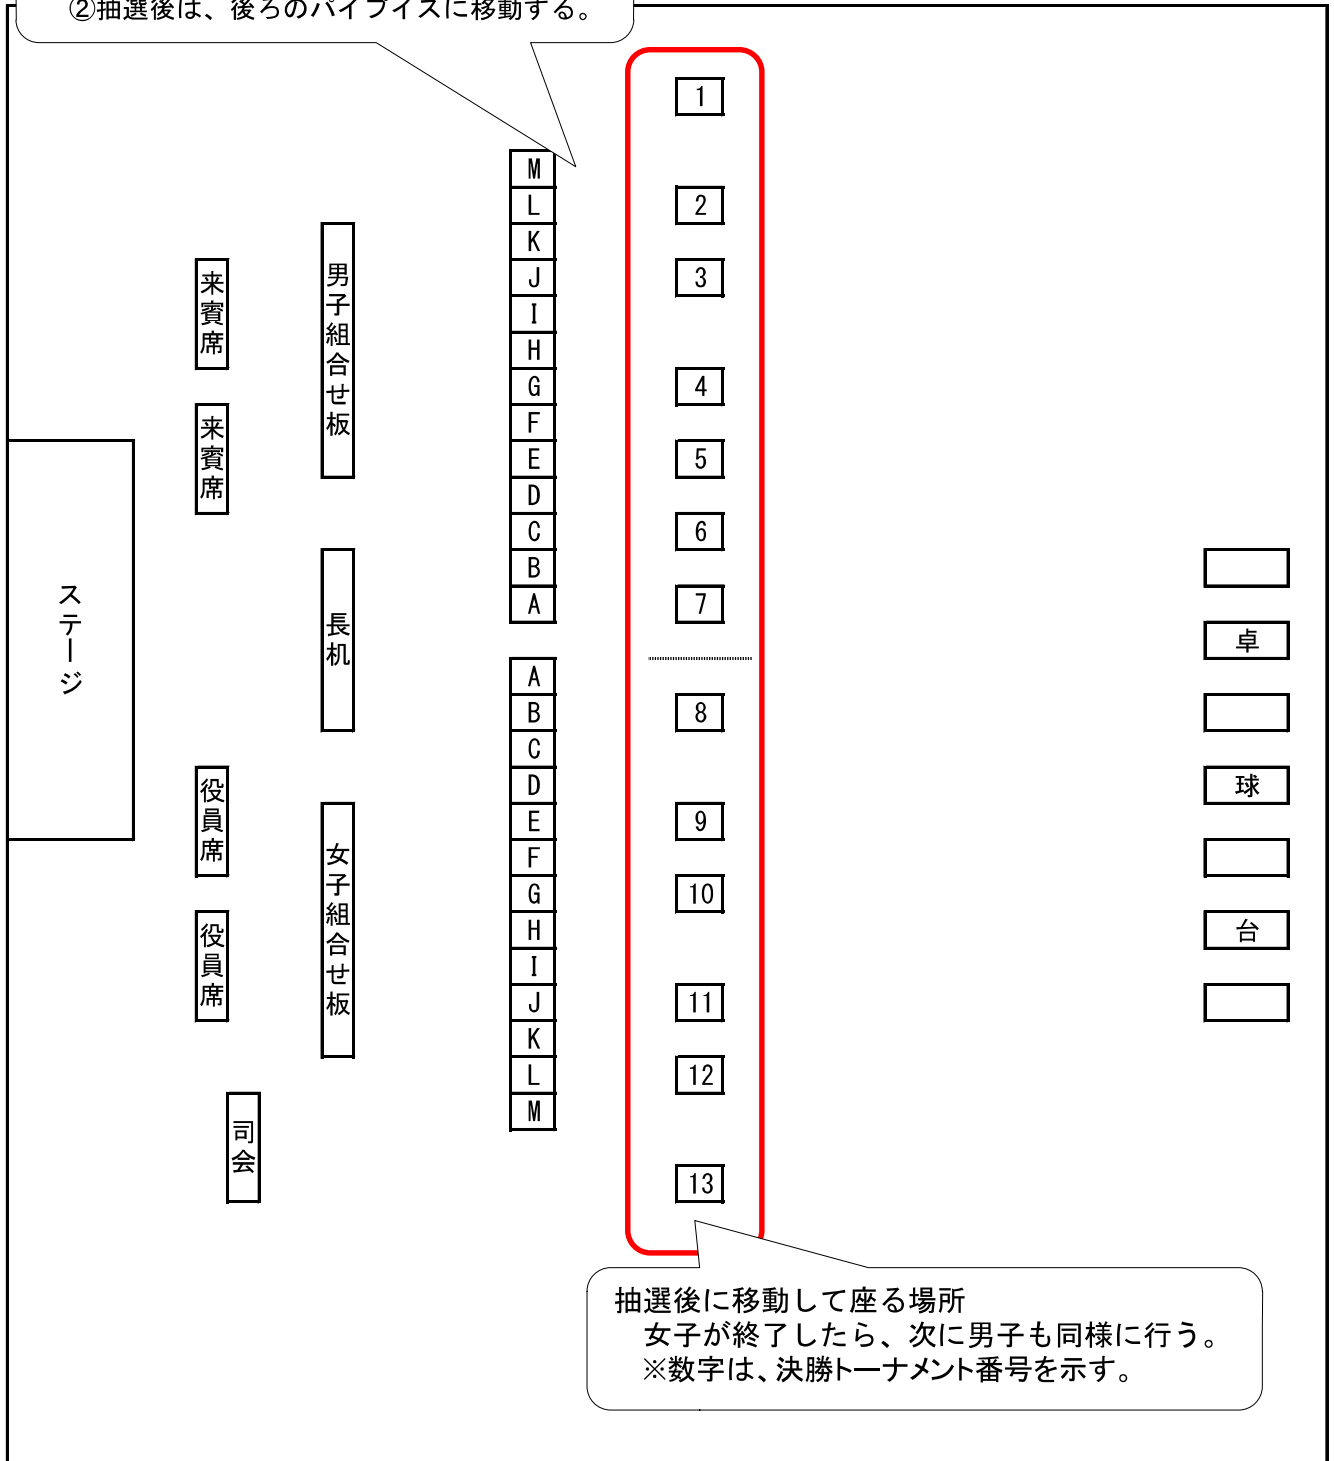 ②抽選後は、後ろのパイプイスに移動する。
1
M
L
2
K
J
3
I
H
G
4
F
E
5
D
C
6
B
A
7
A
B
8
C
D
E
9
F
G
10
H
I
J
11
K
L
12
M
13
来賓席
来賓席
男子組合せ板
ステージ
長机
役員席
役員席
女子組合せ板
司会
卓
球
台
抽選後に移動して座る場所
女子が終了したら、次に男子も同様に行う。
※数字は、決勝トーナメント番号を示す。